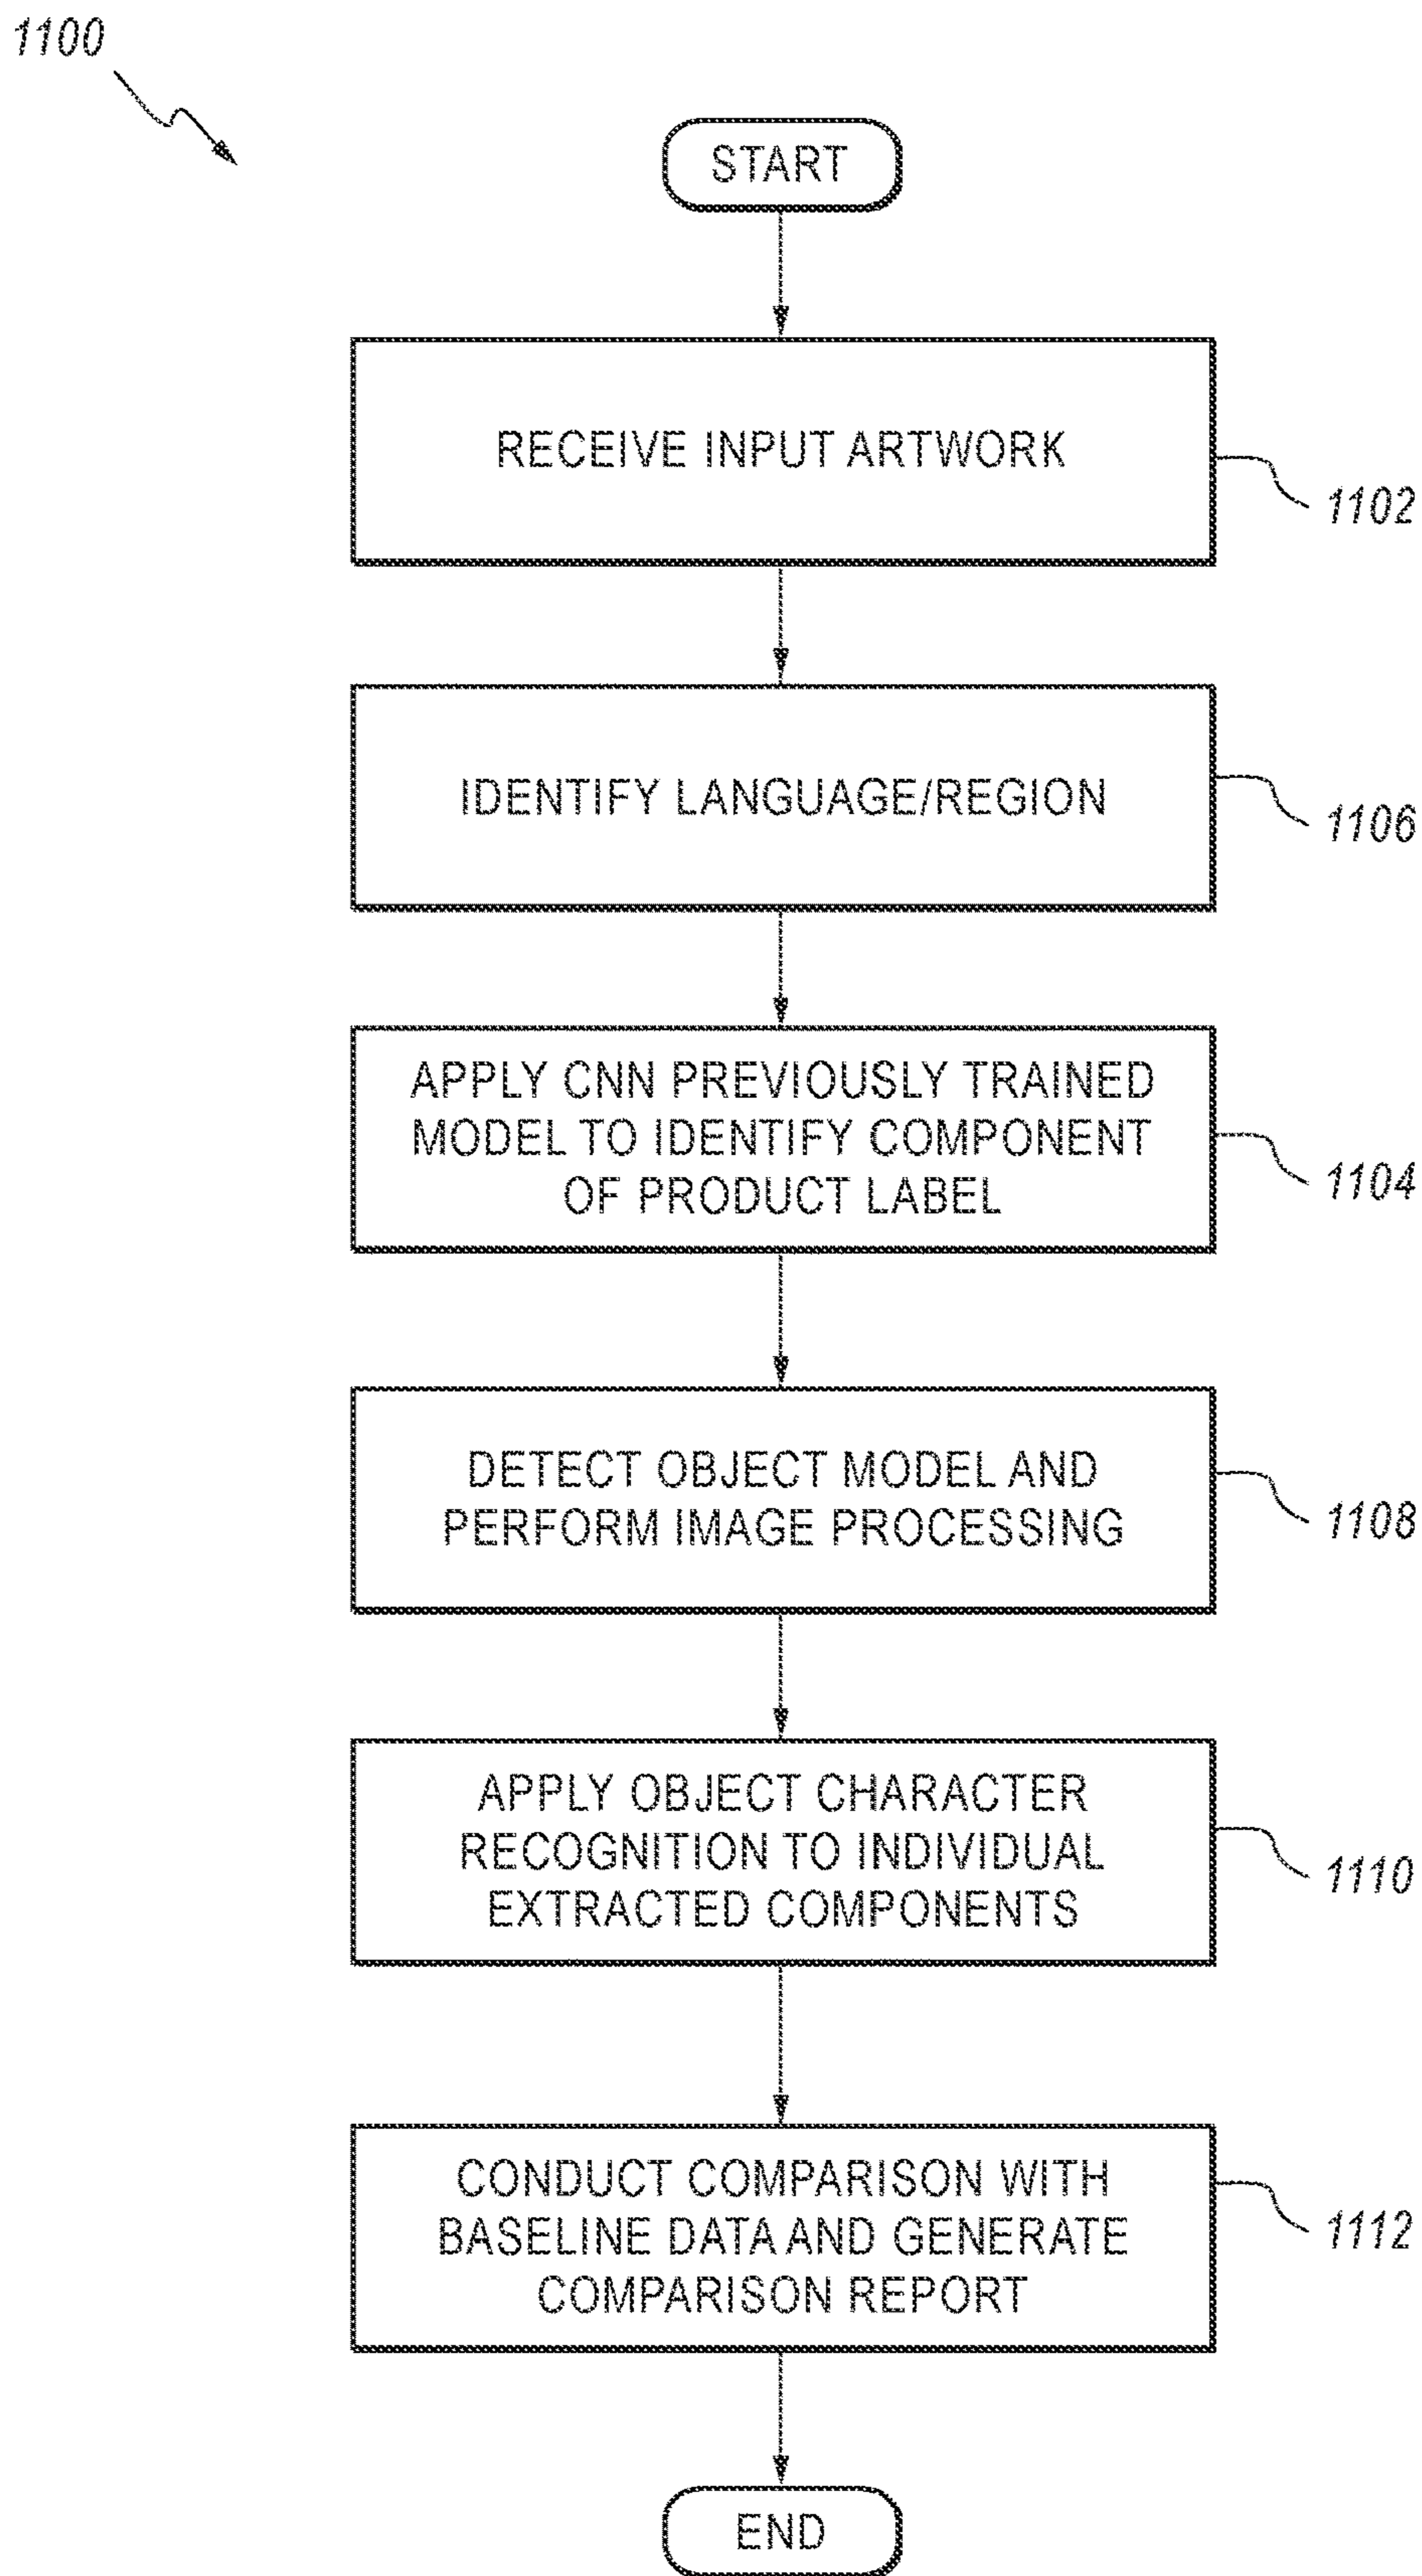 1100
START
RECEIVE INPUT ARTWORK
1102
IDENTIFY LANGUAGE/REGION
1106
APPLY CNN PREVIOUSLY TRAINED
MODEL TO IDENTIFY COMPONENT
OF PRODUCT LABEL
1104
DETECT OBJECT MODEL AND
PERFORM IMAGE PROCESSING
1108
APPLY OBJECT CHARACTER
RECOGNITION TO INDIVIDUAL
EXTRACTED COMPONENTS
1110
CONDUCT COMPARISON WITH
BASELINE DATA AND GENERATE
COMPARISON REPORT
1112
END